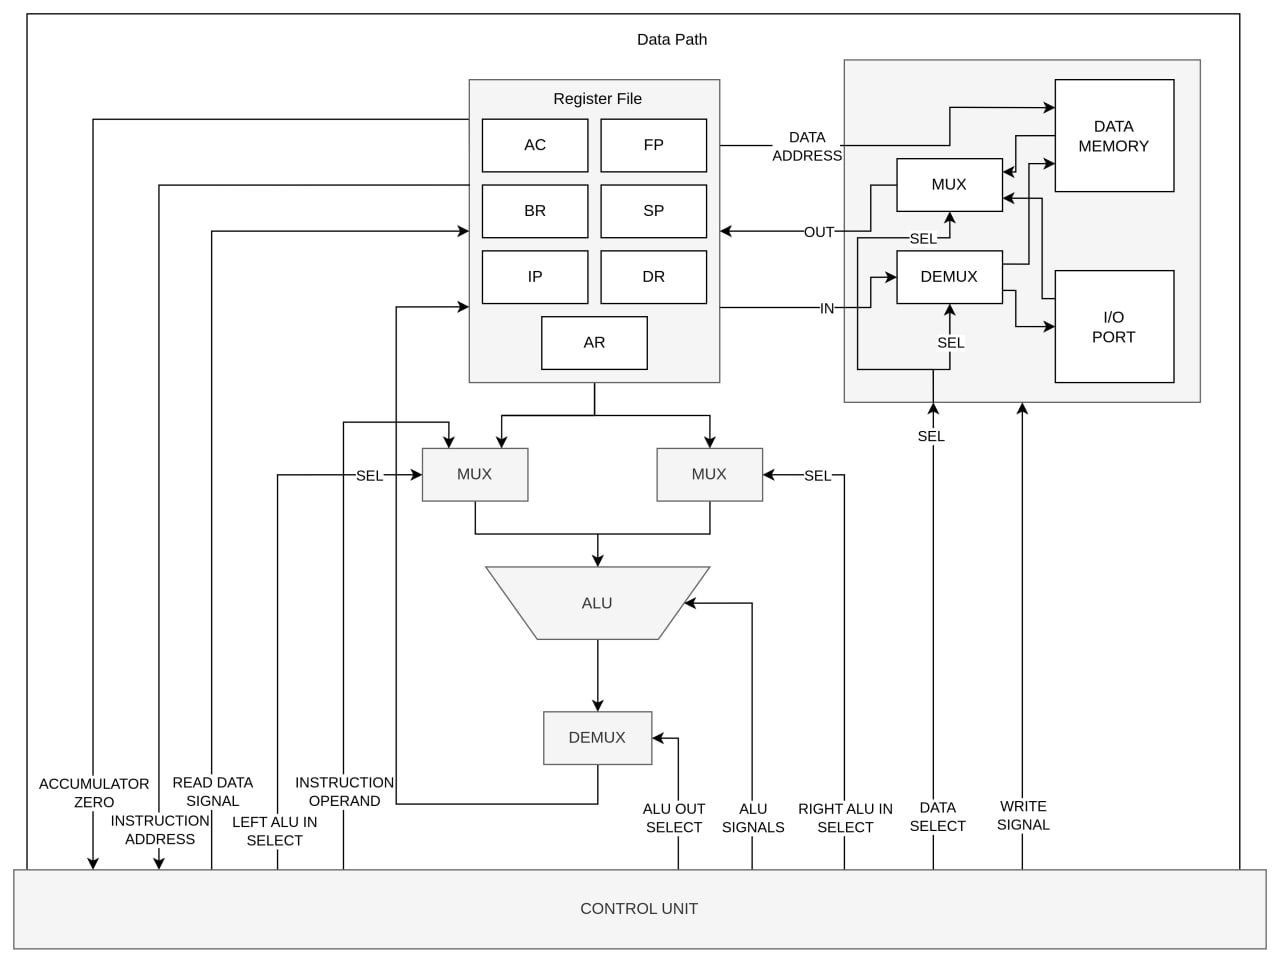 Data Path
Register File
AC
FP
BR
SP
IP
DR
AR
DATA
ADDRESS
OUT
IN
DATA
MEMORY
MUX
SEL
DEMUX
SEL
I/O
PORT
SEL
SEL
MUX
MUX
SEL
ALU
DEMUX
ACCUMULATOR
ZERO
INSTRUCTION
ADDRESS
READ DATA
SIGNAL
LEFT ALU IN
SELECT
INSTRUCTION
OPERAND
ALU OUT
SELECT
ALU
SIGNALS
RIGHT ALU IN
SELECT
DATA
SELECT
WRITE
SIGNAL
CONTROL UNIT